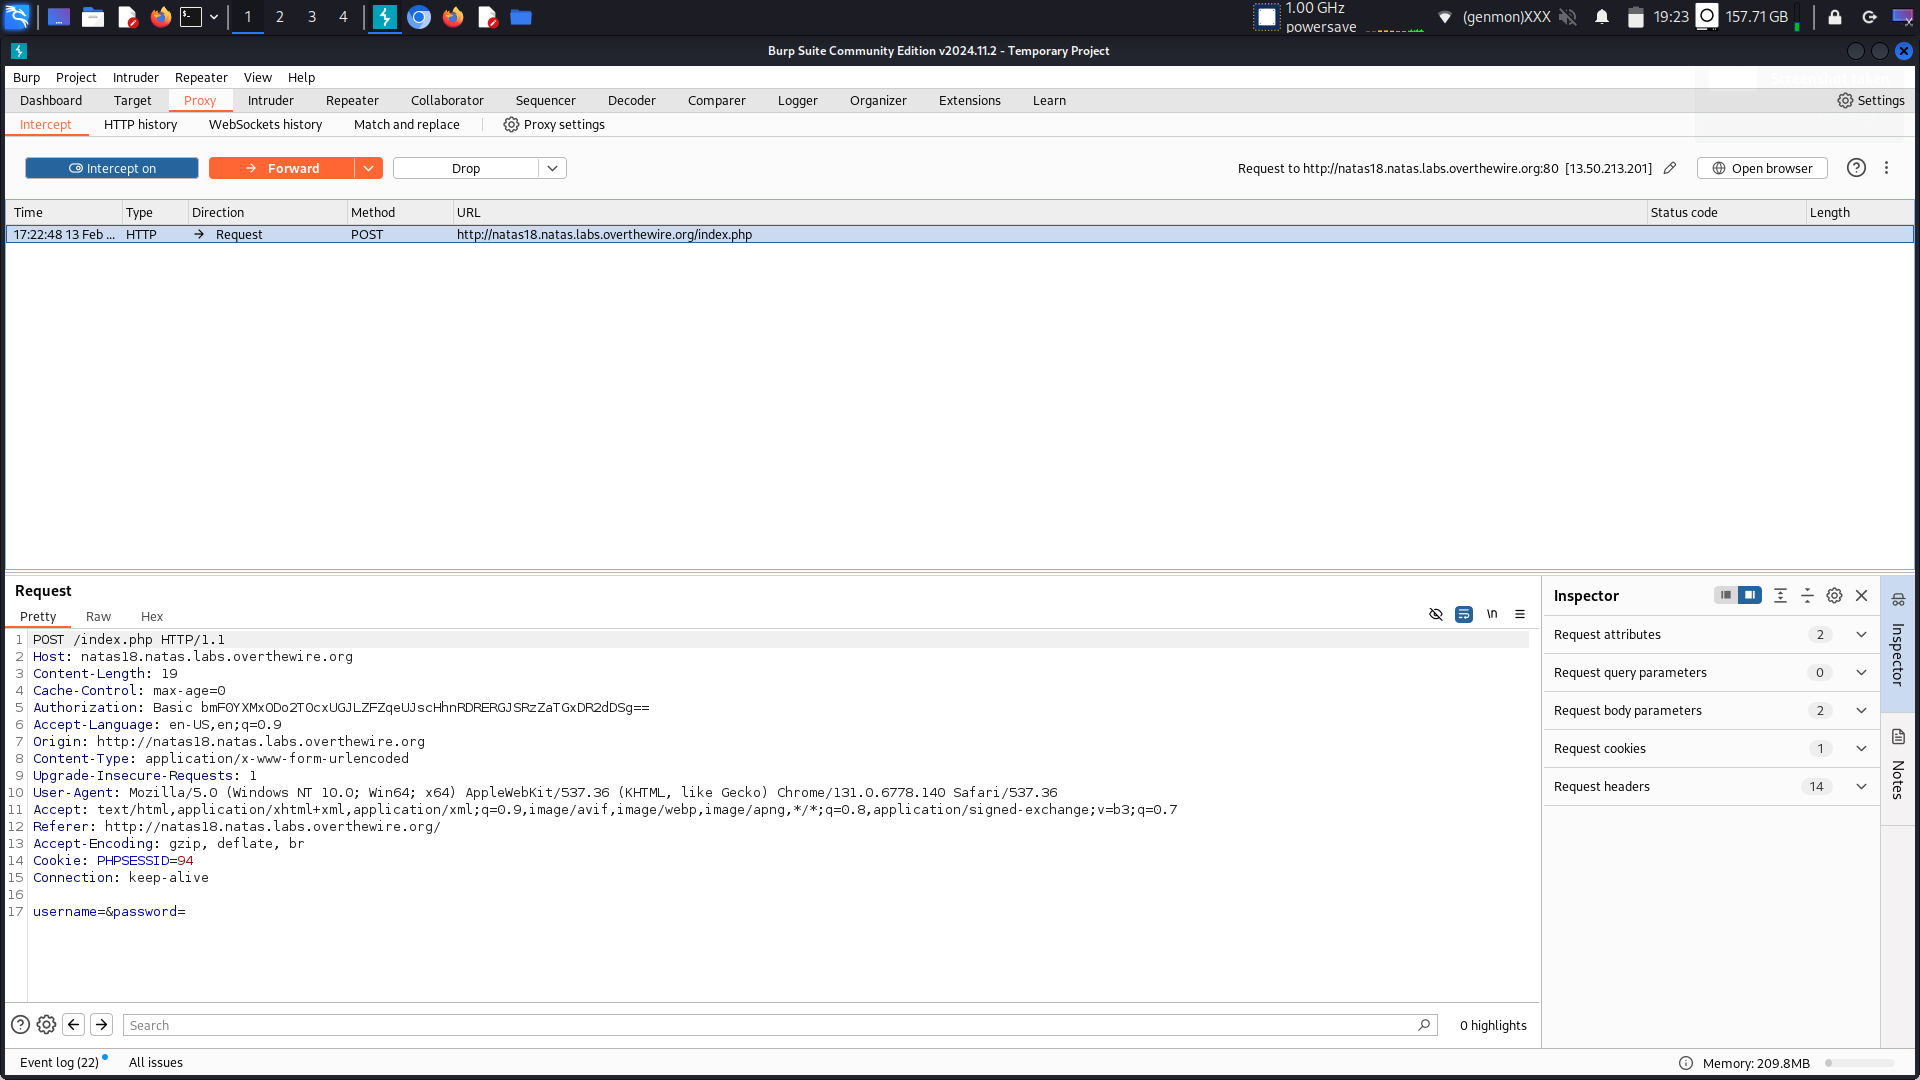 1 2 3 4
1.00 GHz
powersave
(genmon)XXX
19:23
157.71 GB
Burp Suite Community Edition v2024.11.2 - Temporary Project
Burp Project Intruder Repeater View Help
Dashboard Target Proxy Intruder Repeater Collaborator Sequencer Decoder Comparer Logger Organizer Extensions Learn Settings
Intercept HTTP history WebSockets history Match and replace Proxy settings
Intercept on Forward Drop Request to http://natas18.natas.labs.overthewire.org:80 [13.50.213.201] Open browser
Time Type Direction Method URL Status code Length
17:22:48 13 Feb ... HTTP → Request POST http://natas18.natas.labs.overthewire.org/index.php
Request
Pretty Raw Hex \n
1 POST /index.php HTTP/1.1
2 Host: natas18.natas.labs.overthewire.org
3 Content-Length: 19
4 Cache-Control: max-age=0
5 Authorization: Basic bmF0YXMxODo2T0cxUGJLZFZqeUJscHhnRDRERGJSRzZaTGxDR2dDSg==
6 Accept-Language: en-US,en;q=0.9
7 Origin: http://natas18.natas.labs.overthewire.org
8 Content-Type: application/x-www-form-urlencoded
9 Upgrade-Insecure-Requests: 1
10 User-Agent: Mozilla/5.0 (Windows NT 10.0; Win64; x64) AppleWebKit/537.36 (KHTML, like Gecko) Chrome/131.0.6778.140 Safari/537.36
11 Accept: text/html,application/xhtml+xml,application/xml;q=0.9,image/avif,image/webp,image/apng,*/*;q=0.8,application/signed-exchange;v=b3;q=0.7
12 Referer: http://natas18.natas.labs.overthewire.org/
13 Accept-Encoding: gzip, deflate, br
14 Cookie: PHPSESSID=94
15 Connection: keep-alive
16
17 username=&password=
Inspector
Request attributes 2
Request query parameters 0
Request body parameters 2
Request cookies 1
Request headers 14
Inspector
Notes
Search
0 highlights
Event log (22) All issues
Memory: 209.8MB